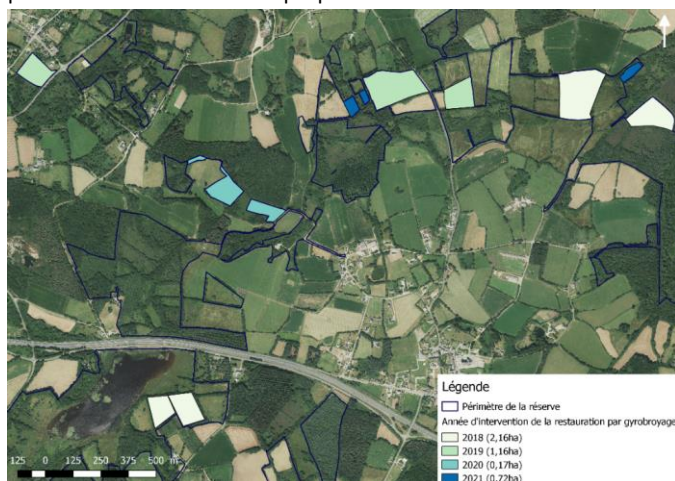 Légende
Périmètre de la réserve
Année d'intervention de la restauration par gyrobroyage
2018 (2,16ha)
2019 (1,16ha)
2020 (0,17ha)
2021 (0,72ha)
125 0 125 250 375 500 m